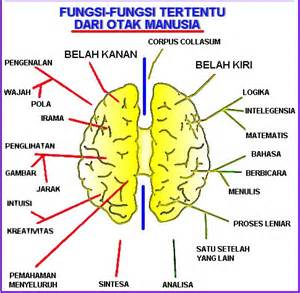 FUNGSI-FUNGSI TERTENTU
DARI OTAK MANUSIA
CORPUS COLLASUM
BELAH KANAN
BELAH KIRI
PENGENALAN
WAJAH
POLA
IRAMA
PENGLIHATAN
GAMBAR
JARAK
INTUISI
KREATIVITAS
PEMAHAMAN
MENYELURUH
SINTESA
LOGIKA
INTELEGENSIA
MATEMATIS
BAHASA
BERBICARA
MENULIS
PROSES LENIAR
SATU SETELAH
YANG LAIN
ANALISA